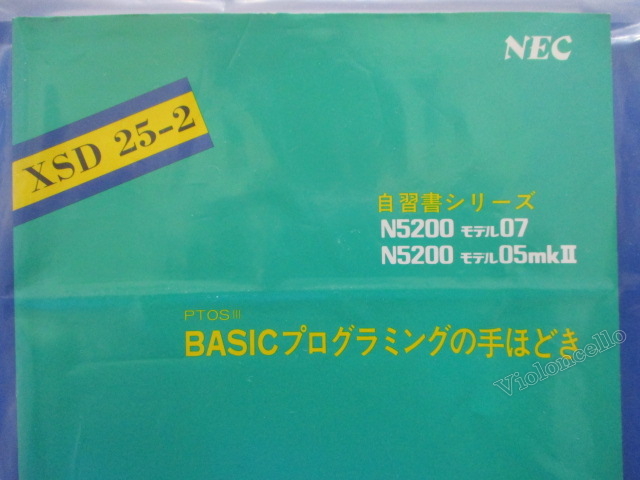 NEC
XSD 25-2
自習書シリーズ
N5200 モデル07
N5200 モデル05mkⅡ
PTOSⅢ
BASICプログラミングの手ほどき
Violoncello